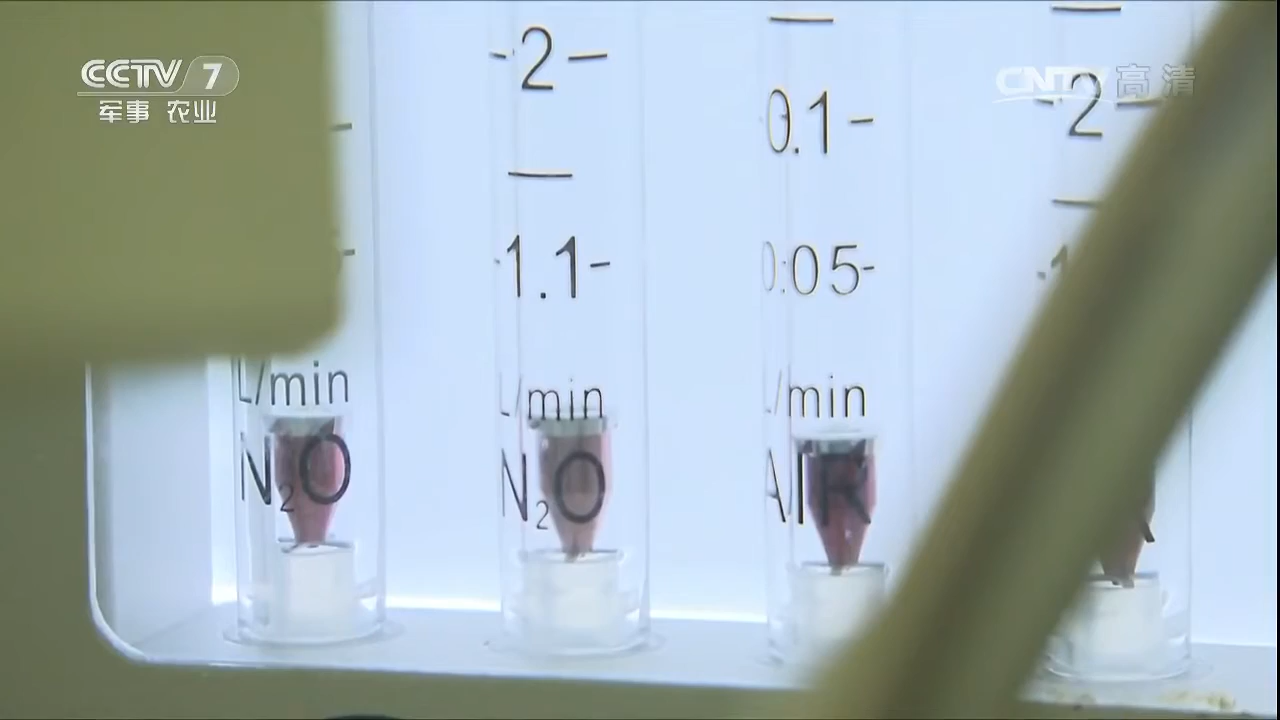 CCTV 7
军事 农业
CNTV 高清
L/min
N₂O
2
1.1
L/min
N₂O
0.1
0.05
L/min
AIR
2